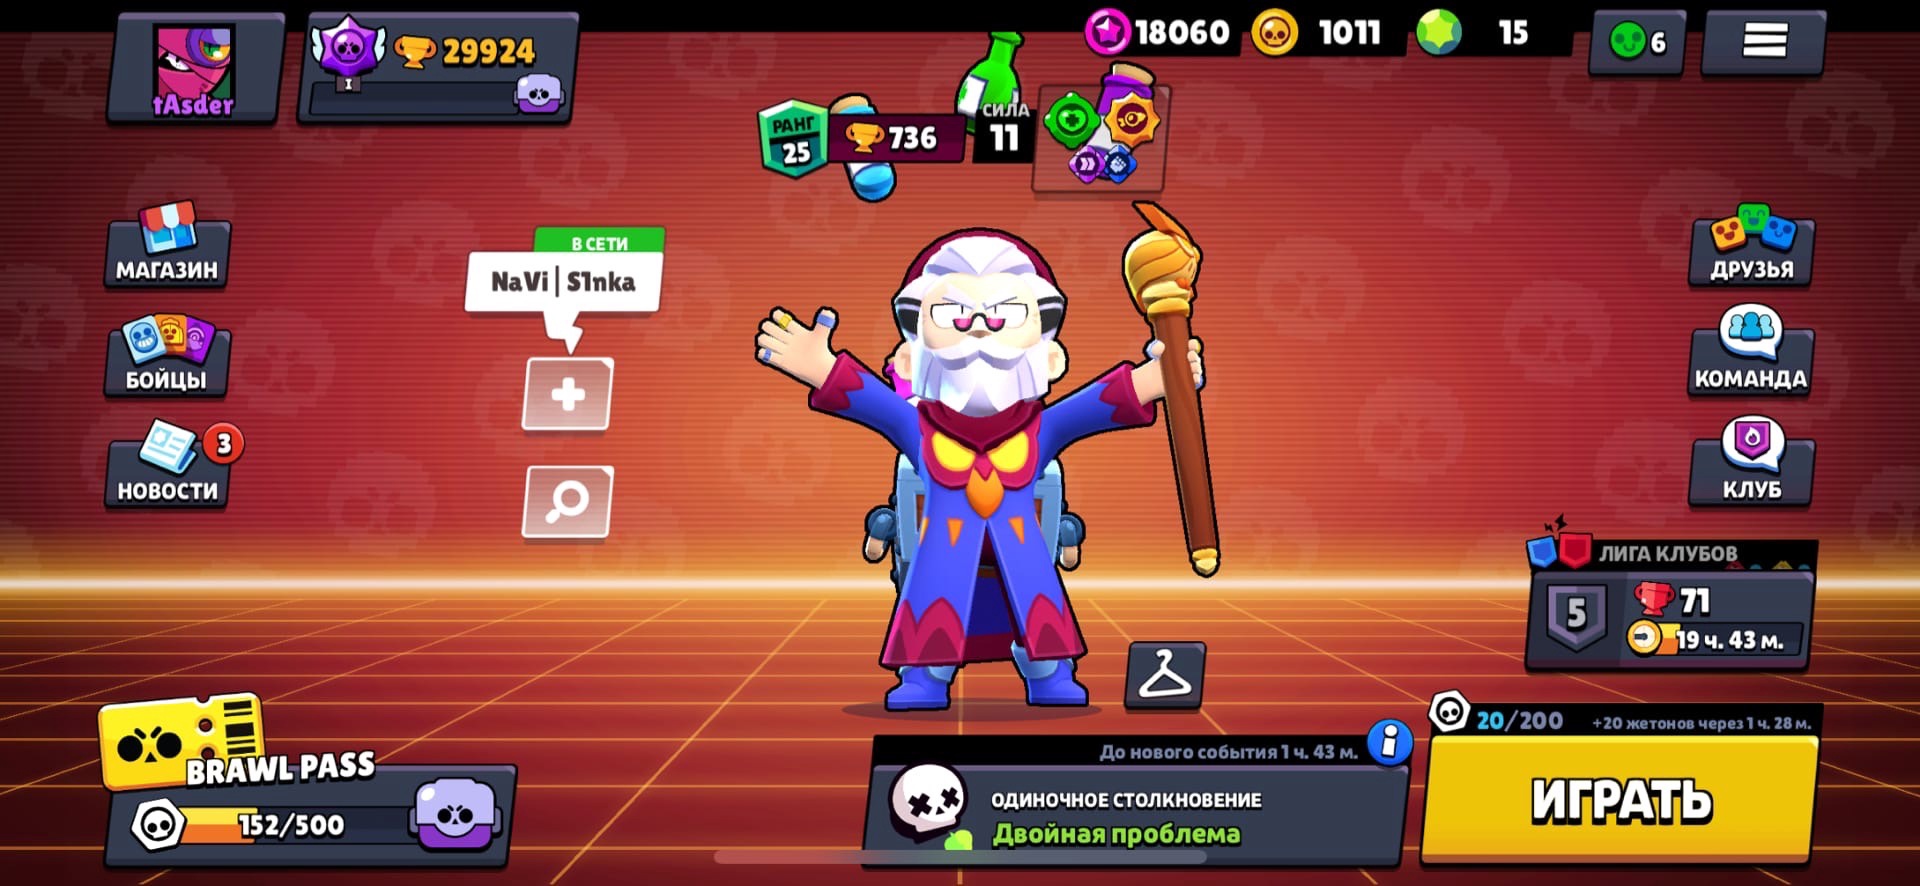 tAsder
I
29924
18060
1011
15
6
РАНГ
25
736
СИЛА
11
МАГАЗИН
БОЙЦЫ
3
НОВОСТИ
В СЕТИ
NaVi | S1nka
ДРУЗЬЯ
КОМАНДА
КЛУБ
ЛИГА КЛУБОВ
5
71
19 ч. 43 м.
BRAWL PASS
152/500
До нового события 1 ч. 43 м.
i
ОДИНОЧНОЕ СТОЛКНОВЕНИЕ
Двойная проблема
20/200
+20 жетонов через 1 ч. 28 м.
ИГРАТЬ